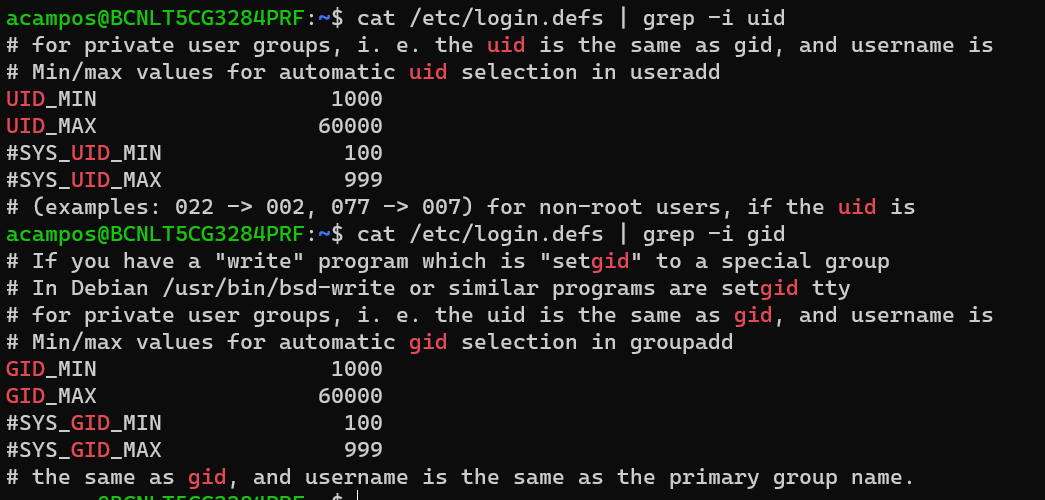 acampos@BCNLT5CG3284PRF:~$ cat /etc/login.defs | grep -i uid
# for private user groups, i. e. the uid is the same as gid, and username is
# Min/max values for automatic uid selection in useradd
UID_MIN                  1000
UID_MAX                 60000
#SYS_UID_MIN              100
#SYS_UID_MAX              999
# (examples: 022 -> 002, 077 -> 007) for non-root users, if the uid is
acampos@BCNLT5CG3284PRF:~$ cat /etc/login.defs | grep -i gid
# If you have a "write" program which is "setgid" to a special group
# In Debian /usr/bin/bsd-write or similar programs are setgid tty
# for private user groups, i. e. the uid is the same as gid, and username is
# Min/max values for automatic gid selection in groupadd
GID_MIN                  1000
GID_MAX                 60000
#SYS_GID_MIN              100
#SYS_GID_MAX              999
# the same as gid, and username is the same as the primary group name.
acampos@BCNLT5CG3284PRF:~$